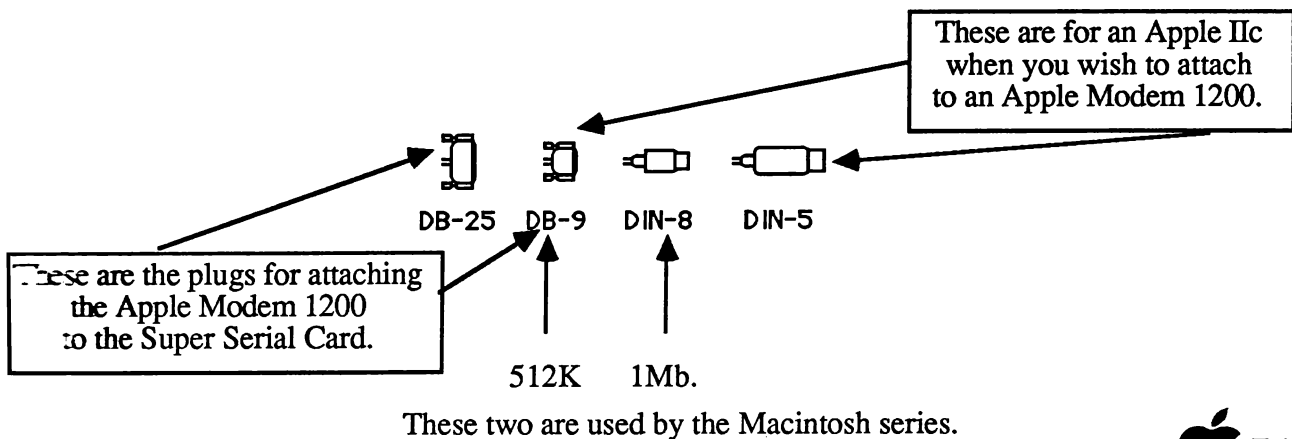 These are for an Apple IIc
when you wish to attach
to an Apple Modem 1200.
DB-25 DB-9 DIN-8 DIN-5
These are the plugs for attaching
the Apple Modem 1200
to the Super Serial Card.
512K 1Mb.
These two are used by the Macintosh series.